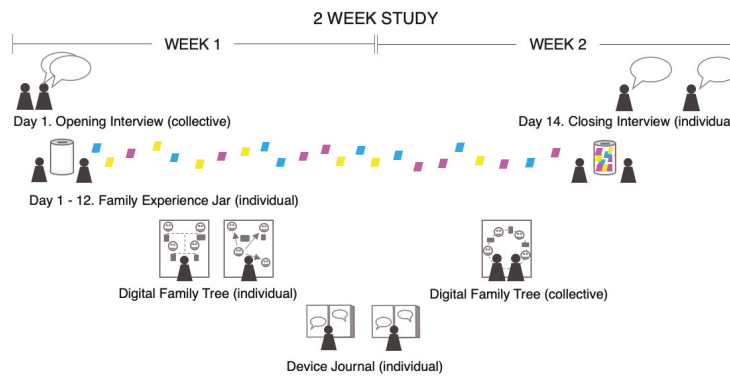 2 WEEK STUDY
WEEK 1
WEEK 2
Day 1. Opening Interview (collective)
Day 14. Closing Interview (individua
Day 1 - 12. Family Experience Jar (individual)
Digital Family Tree (individual)
Digital Family Tree (collective)
Device Journal (individual)